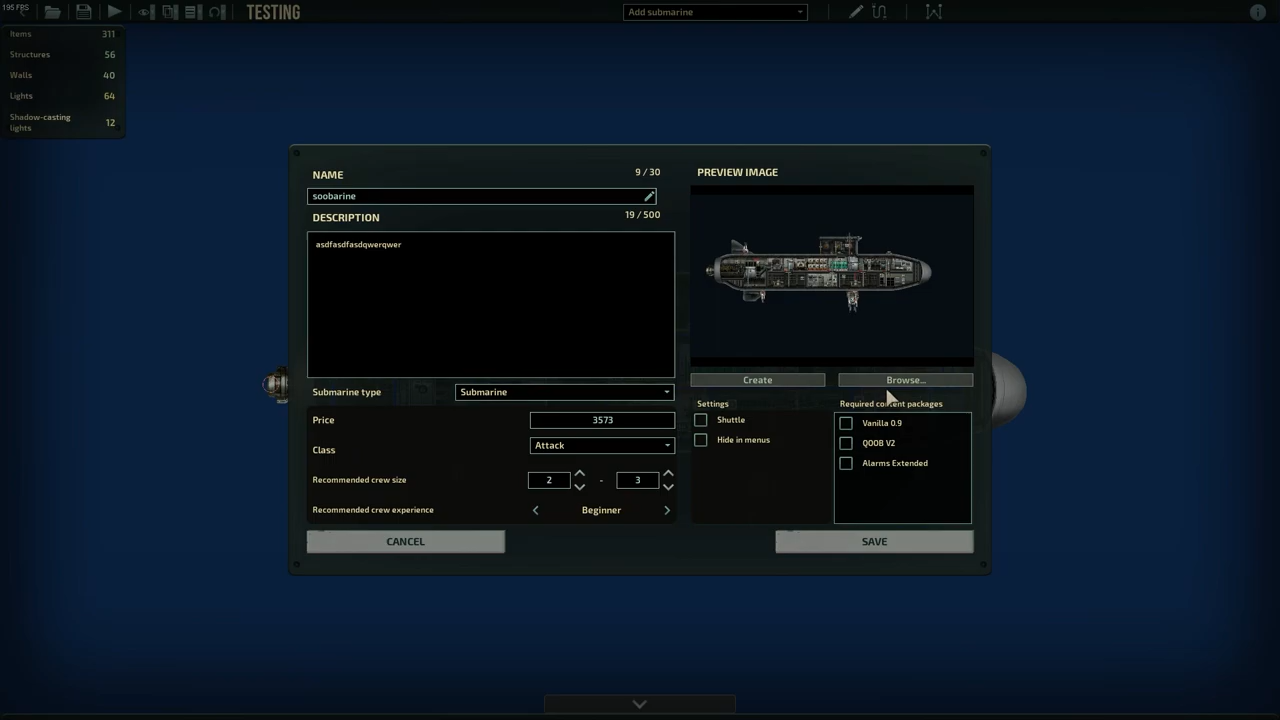 195 FPS
TESTING
Add submarine
Items 311
Structures 56
Walls 40
Lights 64
Shadow-casting
lights 12
NAME 9 / 30
soobarine
DESCRIPTION 19 / 500
asdfasdfasdqwerqwer
Submarine type Submarine
Price 3573
Class Attack
Recommended crew size 2 - 3
Recommended crew experience Beginner
CANCEL
PREVIEW IMAGE
Create Browse...
Settings
Shuttle
Hide in menus
Required content packages
Vanilla 0.9
QOOB V2
Alarms Extended
SAVE